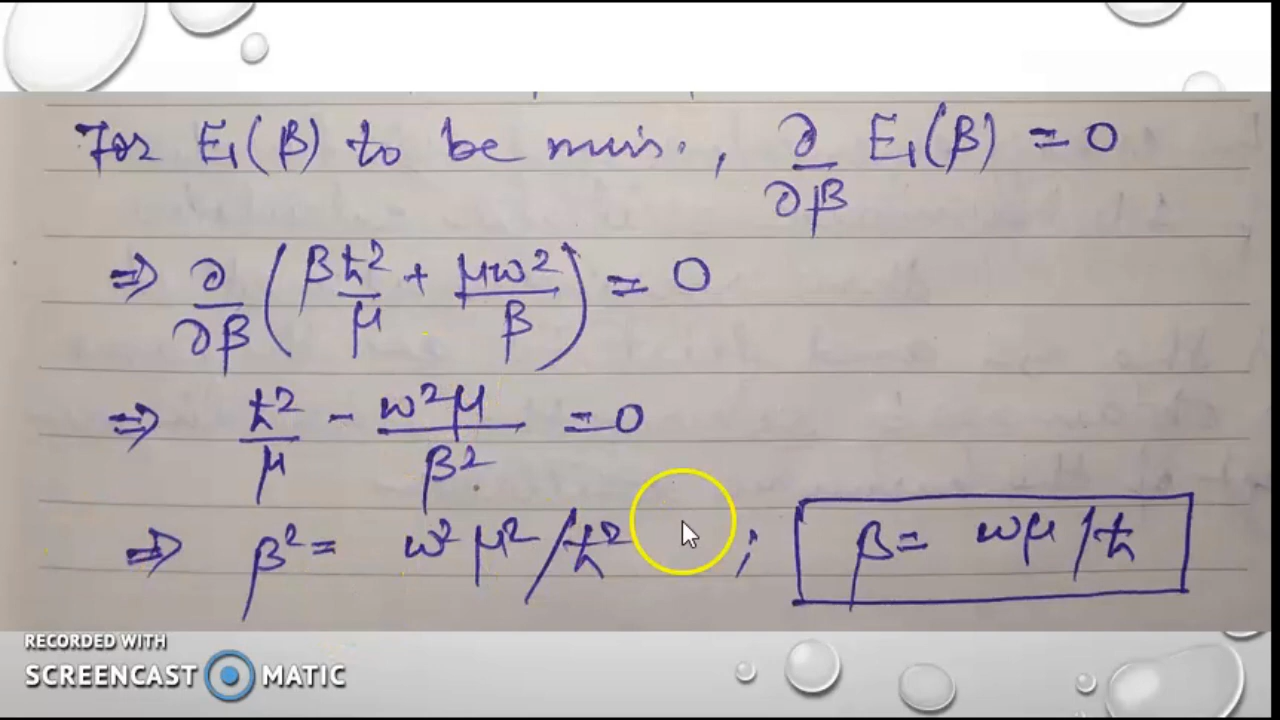 For E₁(β) to be min., ∂/∂β E₁(β) = 0
⇒ ∂/∂β (βℏ²/μ + μω²/β) = 0
⇒ ℏ²/μ - ω²μ/β² = 0
⇒ β² = ω²μ²/ℏ² ; β = ωμ/ℏ
RECORDED WITH
SCREENCAST MATIC